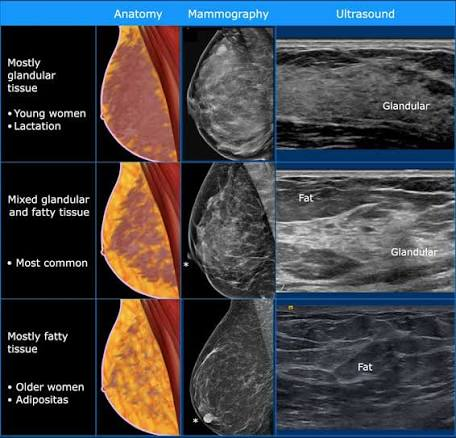 Anatomy
Mammography
Ultrasound
Mostly
glandular
tissue
• Young women
• Lactation
Glandular
Mixed glandular
and fatty tissue
• Most common
*
Fat
Glandular
Mostly fatty
tissue
• Older women
• Adipositas
*
Fat